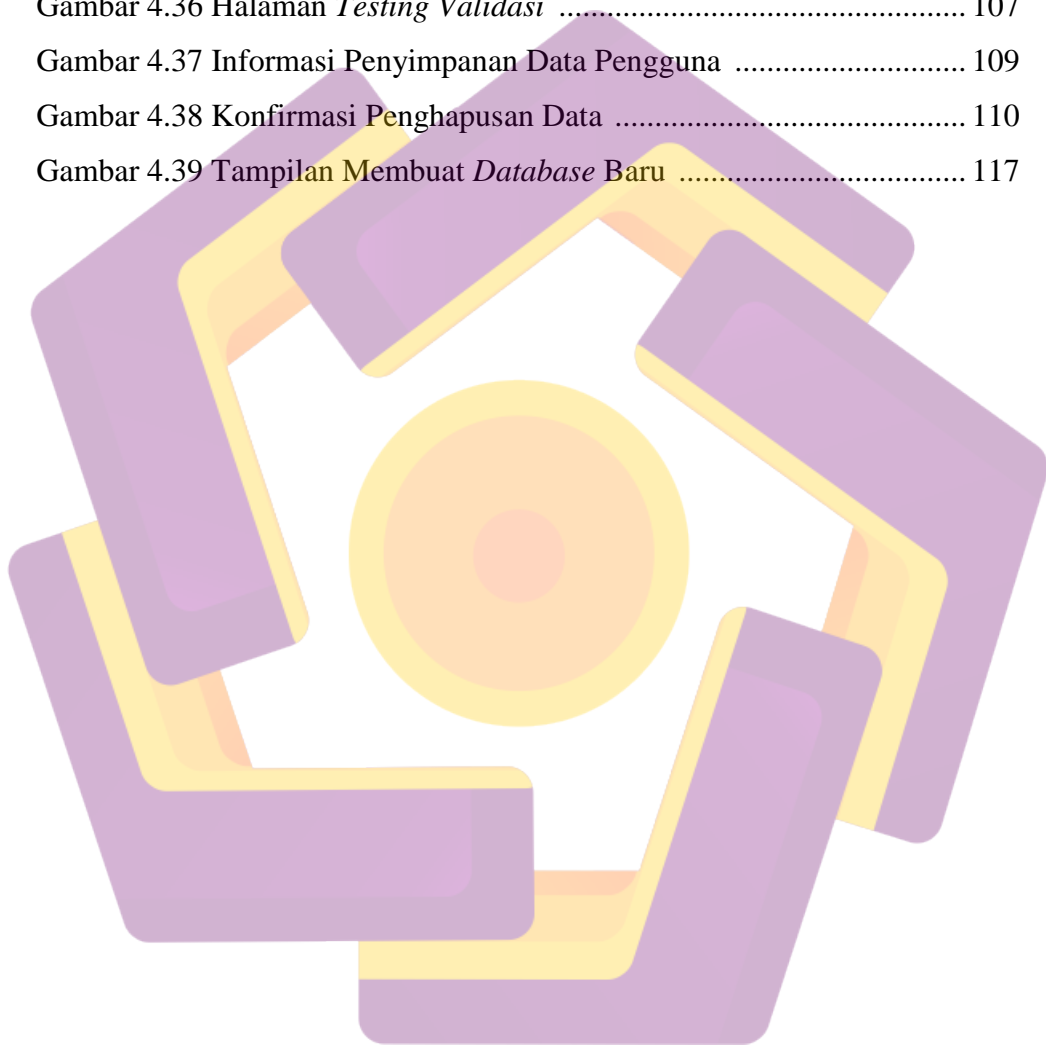 Gambar 4.36 Halaman Testing Validasi .................................................. 107
Gambar 4.37 Informasi Penyimpanan Data Pengguna ............................. 109
Gambar 4.38 Konfirmasi Penghapusan Data ............................................ 110
Gambar 4.39 Tampilan Membuat Database Baru .................................... 117